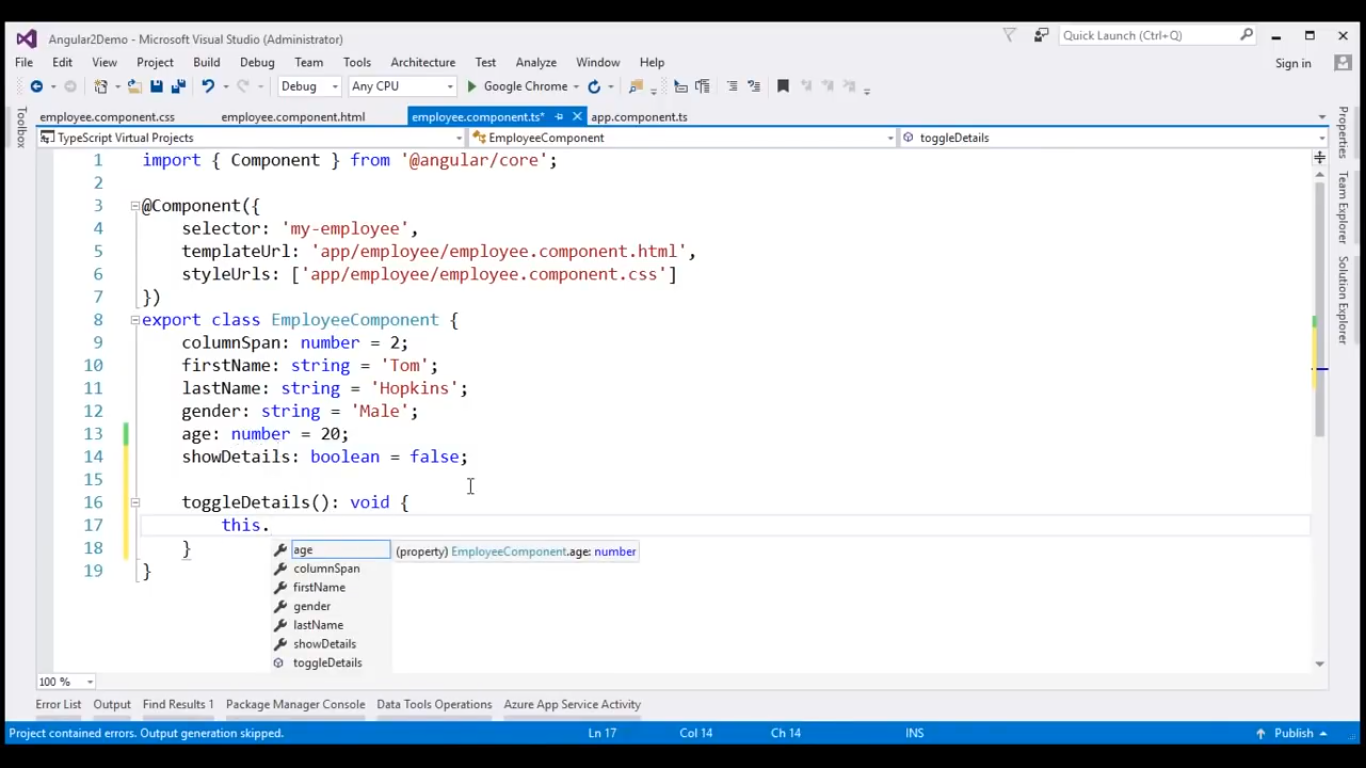 Angular2Demo - Microsoft Visual Studio (Administrator)
Quick Launch (Ctrl+Q)
File Edit View Project Build Debug Team Tools Architecture Test Analyze Window Help
Sign in
Debug Any CPU Google Chrome
Toolbox
employee.component.css employee.component.html employee.component.ts* app.component.ts
TypeScript Virtual Projects EmployeeComponent toggleDetails
1 import { Component } from '@angular/core';
2
3 @Component({
4 selector: 'my-employee',
5 templateUrl: 'app/employee/employee.component.html',
6 styleUrls: ['app/employee/employee.component.css']
7 })
8 export class EmployeeComponent {
9 columnSpan: number = 2;
10 firstName: string = 'Tom';
11 lastName: string = 'Hopkins';
12 gender: string = 'Male';
13 age: number = 20;
14 showDetails: boolean = false;
15
16 toggleDetails(): void {
17 this.
18 }
19 }
age
(property) EmployeeComponent.age: number
columnSpan
firstName
gender
lastName
showDetails
toggleDetails
Properties
Team Explorer
Solution Explorer
100 %
Error List Output Find Results 1 Package Manager Console Data Tools Operations Azure App Service Activity
Project contained errors. Output generation skipped. Ln 17 Col 14 Ch 14 INS Publish